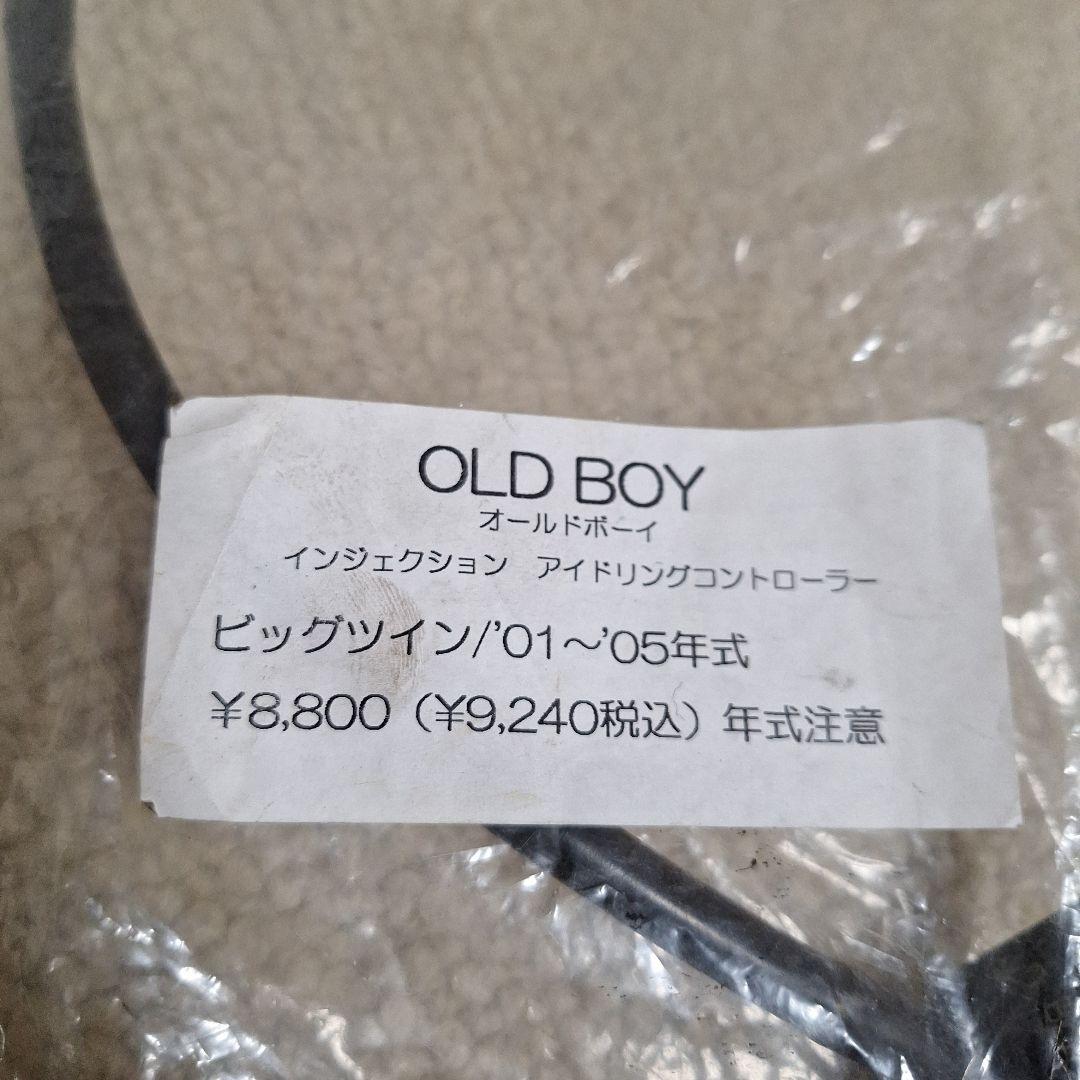 OLD BOY
オールドボーイ
インジェクション　アイドリングコントローラー
ビッグツイン/'01～'05年式
¥8,800（¥9,240税込）年式注意